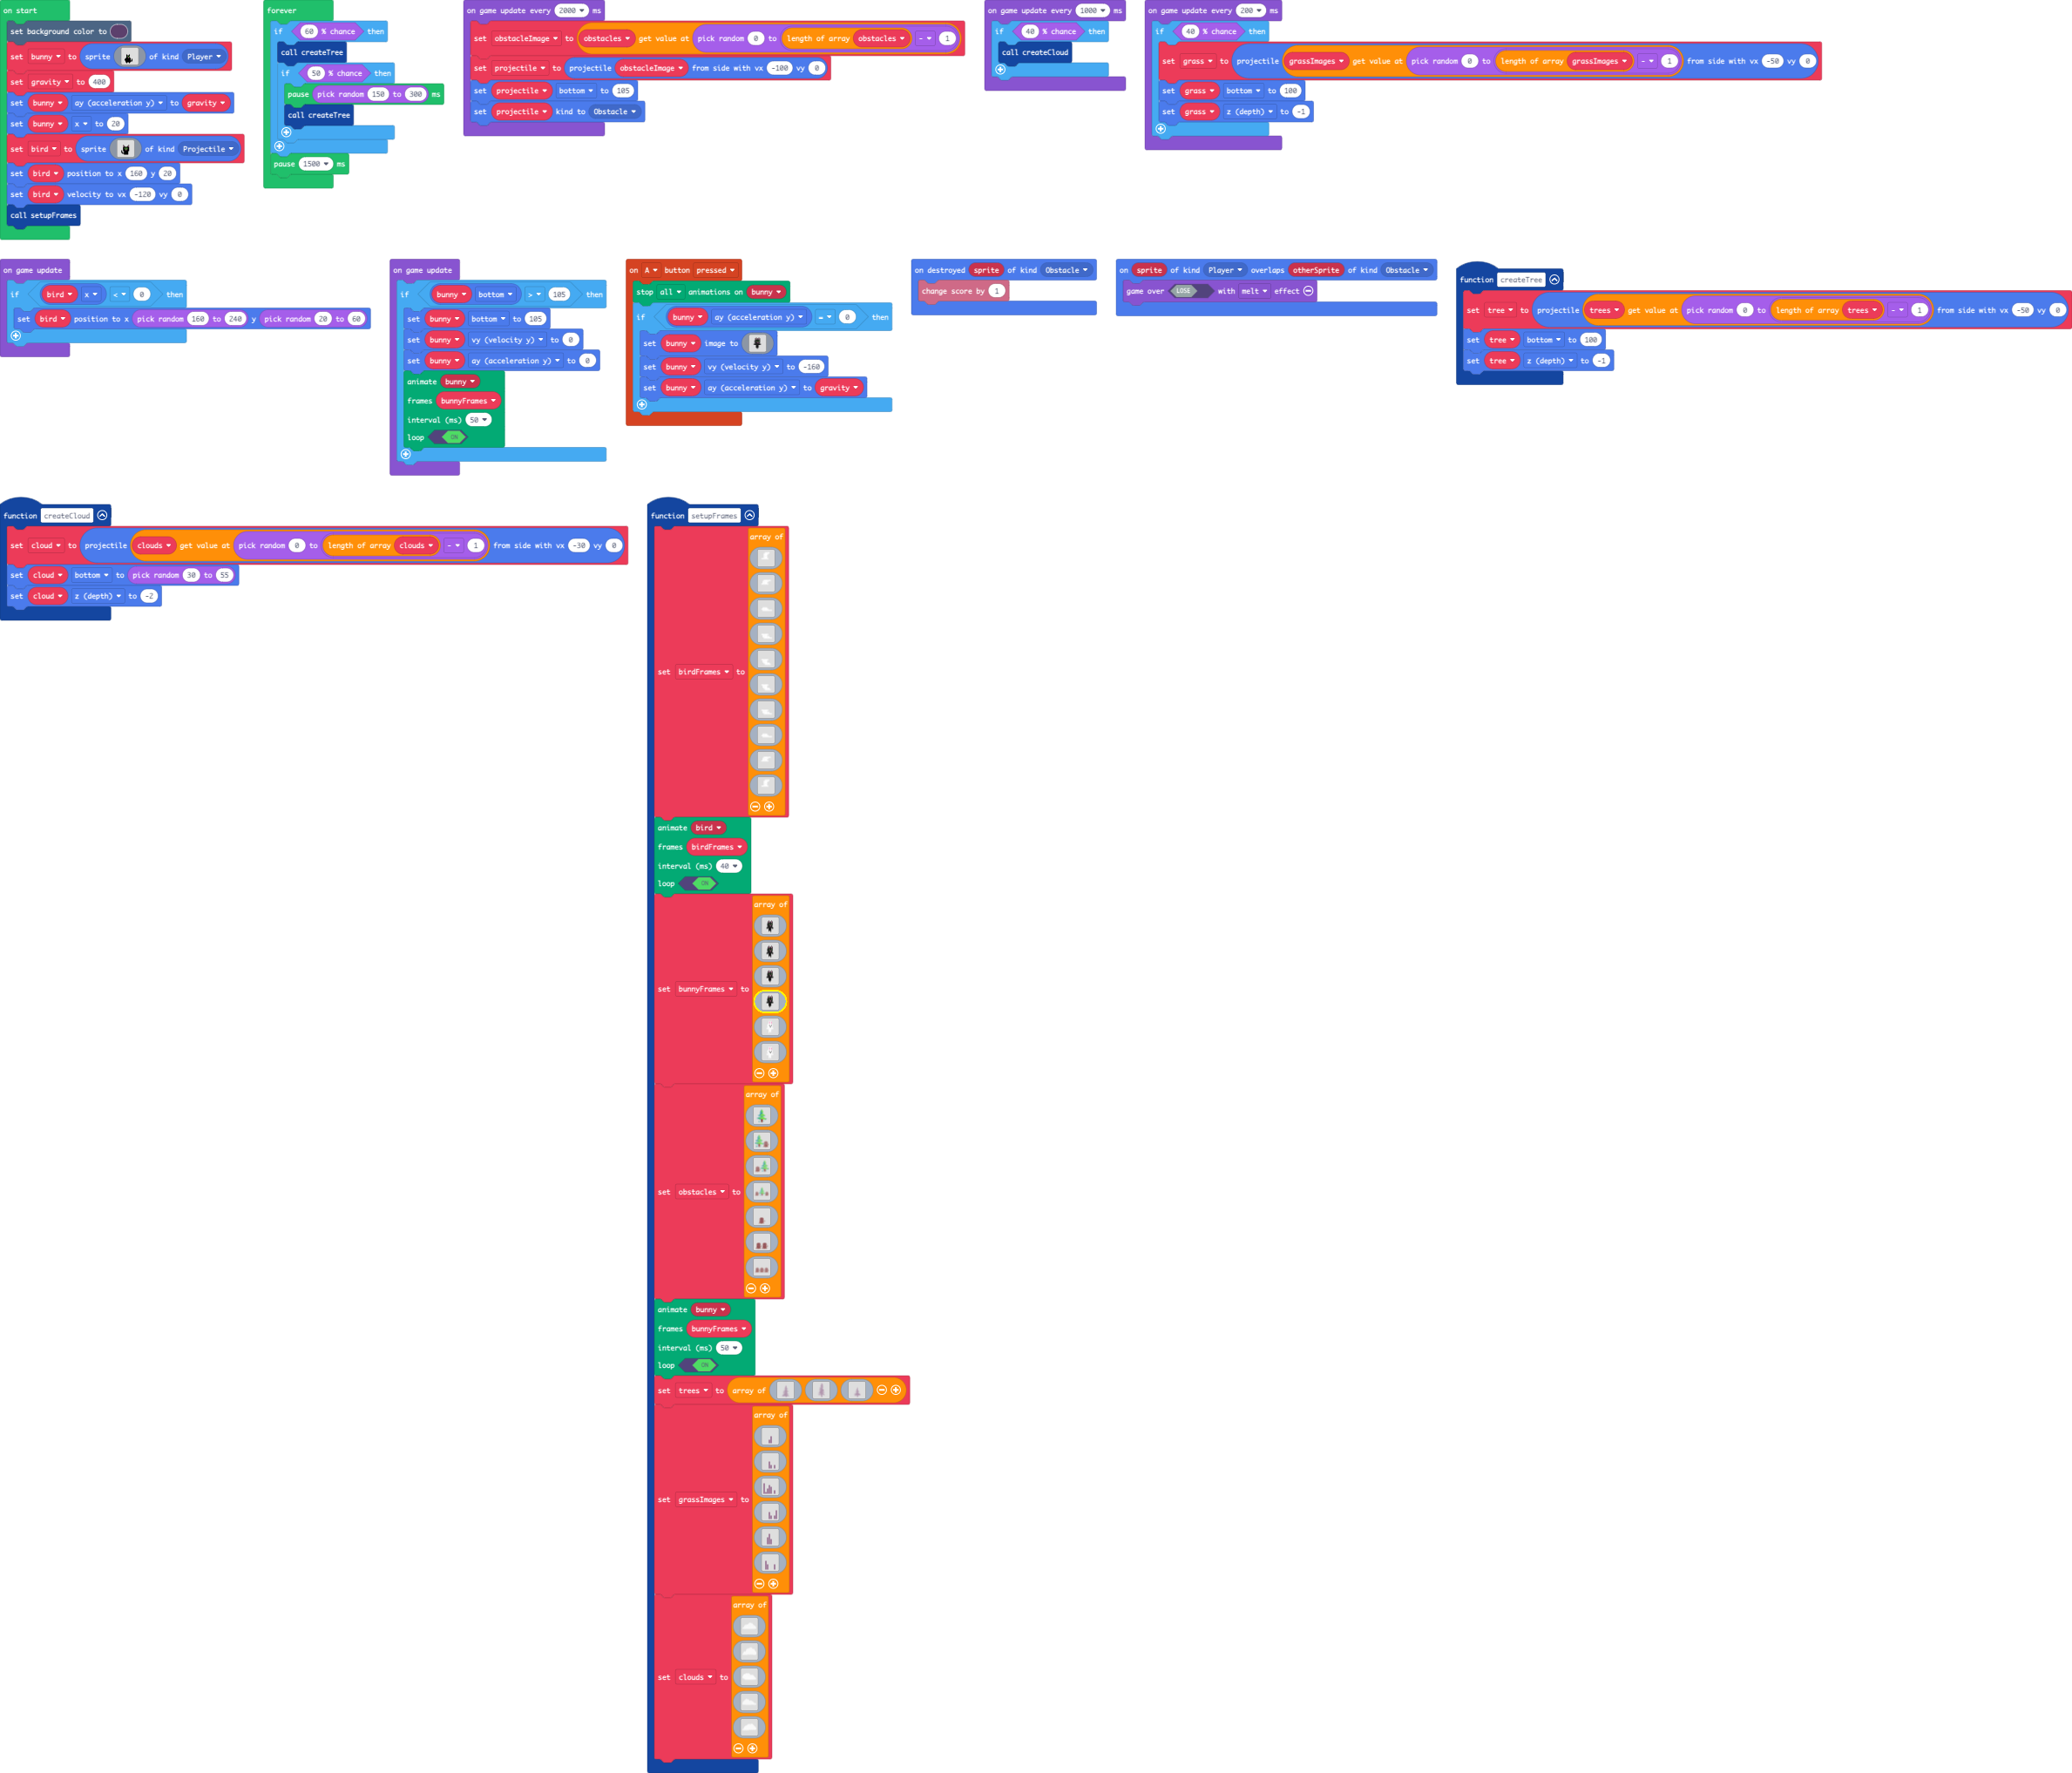 on start
set background color to
set bunny to sprite of kind Player
set gravity to 400
set bunny ay (acceleration y) to gravity
set bunny x to 20
set bird to sprite of kind Projectile
set bird position to x 160 y 20
set bird velocity to vx -120 vy 0
call setupFrames
forever
if 60 % chance then
call createTree
if 50 % chance then
pause pick random 150 to 300 ms
call createTree
pause 1500 ms
on game update every 2000 ms
set obstacleImage to obstacles get value at pick random 0 to length of array obstacles - 1
set projectile to projectile obstacleImage from side with vx -100 vy 0
set projectile bottom to 105
set projectile kind to Obstacle
on game update every 1000 ms
if 40 % chance then
call createCloud
on game update every 200 ms
if 40 % chance then
set grass to projectile grassImages get value at pick random 0 to length of array grassImages - 1 from side with vx -50 vy 0
set grass bottom to 100
set grass z (depth) to -1
on game update
if bird x < 0 then
set bird position to x pick random 160 to 240 y pick random 20 to 60
on game update
if bunny bottom > 105 then
set bunny bottom to 105
set bunny vy (velocity y) to 0
set bunny ay (acceleration y) to 0
animate bunny
frames bunnyFrames
interval (ms) 50
loop ON
on A button pressed
stop all animations on bunny
if bunny ay (acceleration y) = 0 then
set bunny image to
set bunny vy (velocity y) to -160
set bunny ay (acceleration y) to gravity
on destroyed sprite of kind Obstacle
change score by 1
on sprite of kind Player overlaps otherSprite of kind Obstacle
game over LOSE with melt effect
function createTree
set tree to projectile trees get value at pick random 0 to length of array trees - 1 from side with vx -50 vy 0
set tree bottom to 100
set tree z (depth) to -1
function createCloud
set cloud to projectile clouds get value at pick random 0 to length of array clouds - 1 from side with vx -30 vy 0
set cloud bottom to pick random 30 to 55
set cloud z (depth) to -2
function setupFrames
array of
set birdFrames to
animate bird
frames birdFrames
interval (ms) 40
loop ON
array of
set bunnyFrames to
array of
set obstacles to
animate bunny
frames bunnyFrames
interval (ms) 50
loop ON
set trees to array of
array of
set grassImages to
array of
set clouds to